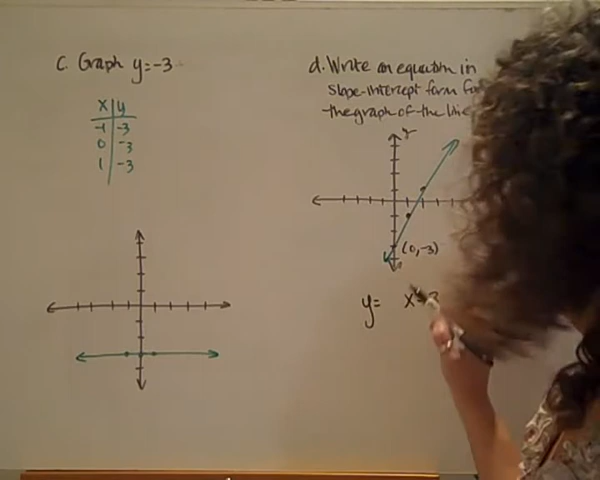 c. Graph y=-3
x y
-1 -3
0 -3
1 -3
d. Write an equation in
slope-intercept form
the graph of the line
y
(0,-3)
y= x